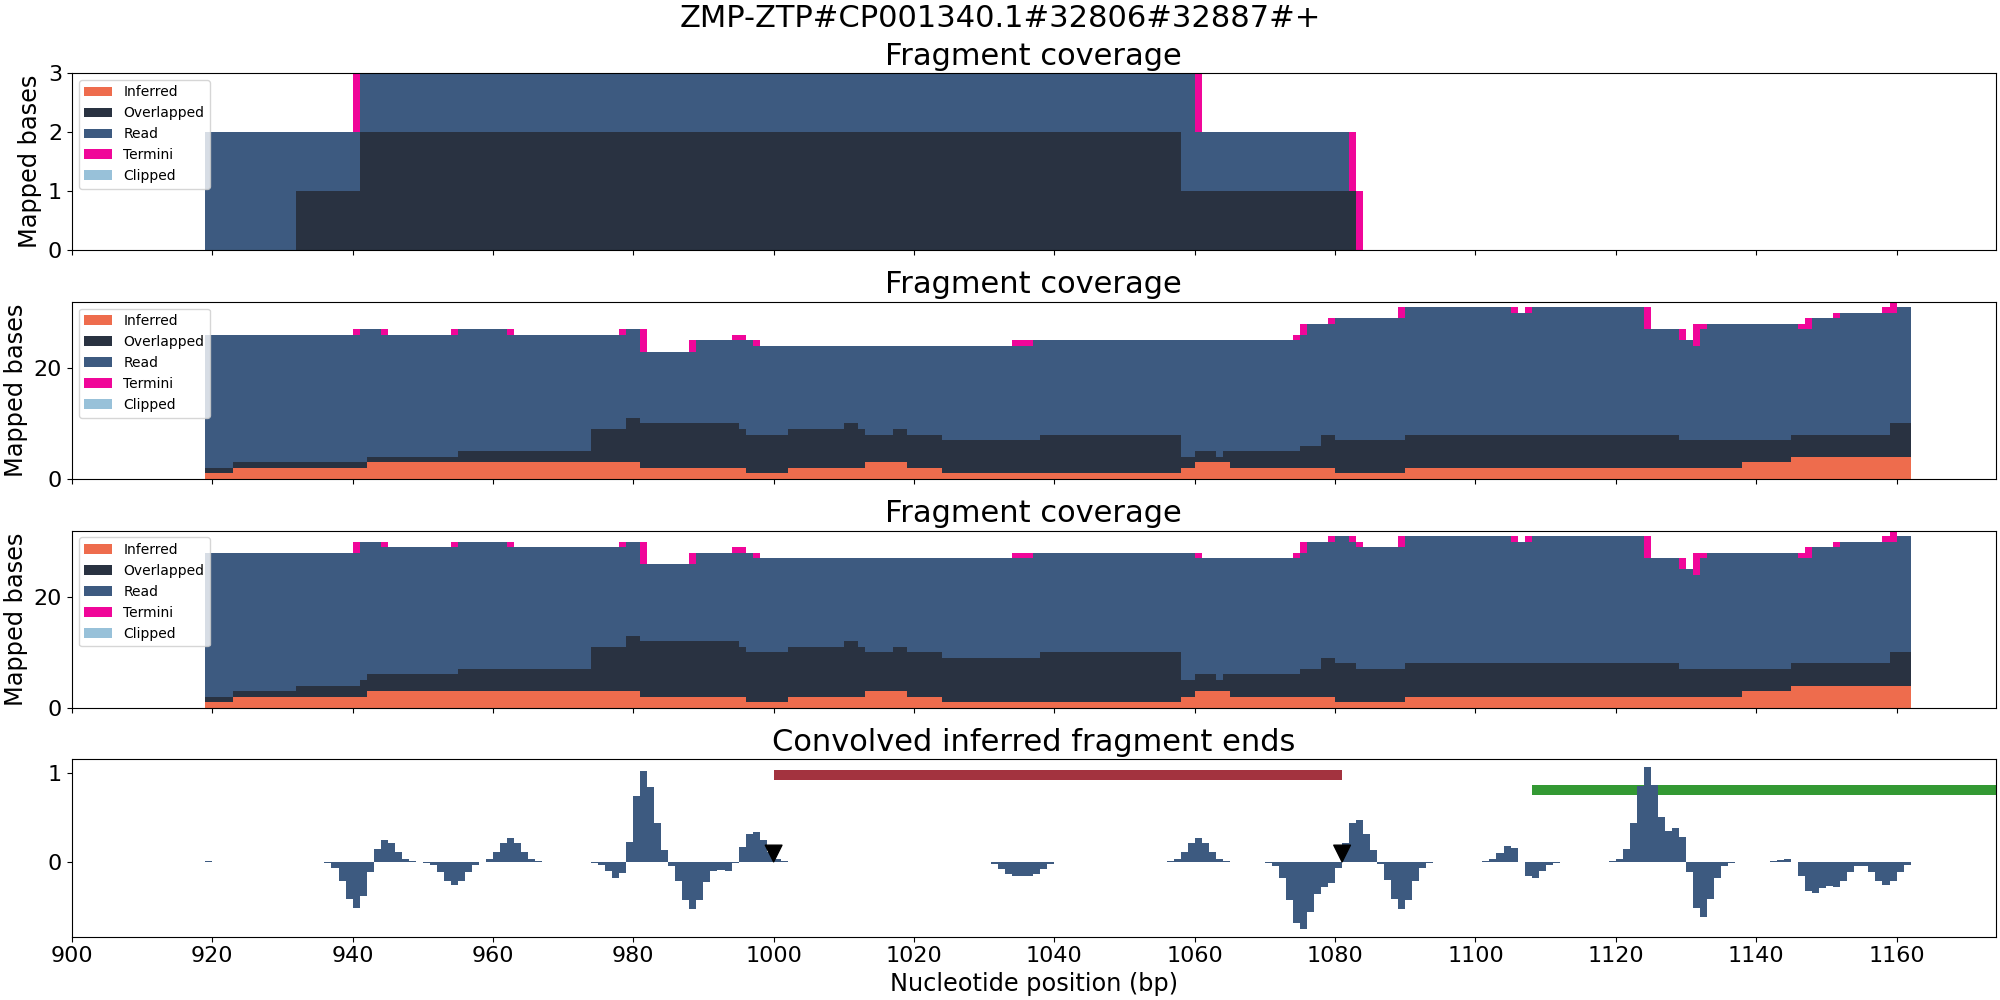 ZMP-ZTP#CP001340.1#32806#32887#+
Fragment coverage
Mapped bases
3
2
1
0
Inferred
Overlapped
Read
Termini
Clipped
Fragment coverage
Mapped bases
20
0
Inferred
Overlapped
Read
Termini
Clipped
Fragment coverage
Mapped bases
20
0
Inferred
Overlapped
Read
Termini
Clipped
Convolved inferred fragment ends
1
0
900 920 940 960 980 1000 1020 1040 1060 1080 1100 1120 1140 1160
Nucleotide position (bp)